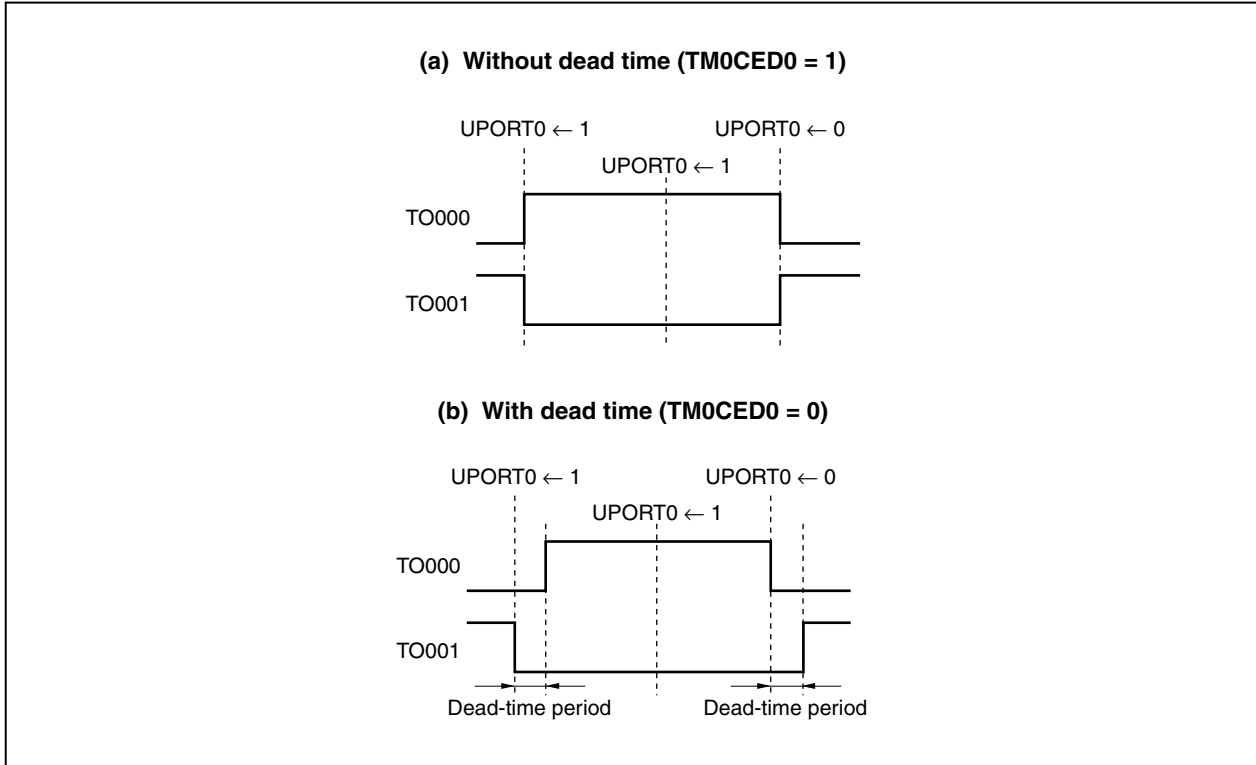 (a) Without dead time (TM0CED0 = 1)
UPORT0 ← 1 UPORT0 ← 0
UPORT0 ← 1
TO000
TO001
(b) With dead time (TM0CED0 = 0)
UPORT0 ← 1 UPORT0 ← 0
UPORT0 ← 1
TO000
TO001
Dead-time period Dead-time period